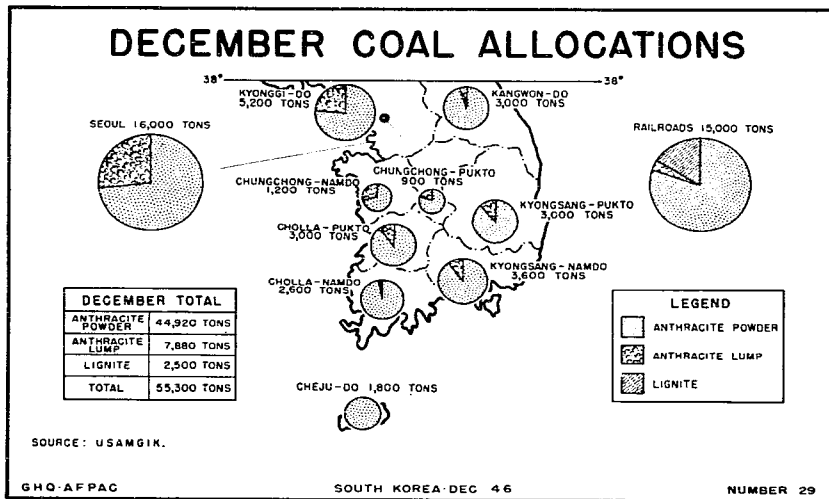 DECEMBER COAL ALLOCATIONS
38°
38°
KYONGGI-DO
5,200 TONS
KANGWON-DO
3,000 TONS
SEOUL 16,000 TONS
RAILROADS 15,000 TONS
CHUNGCHONG-PUKTO
900 TONS
CHUNGCHONG-NAMDO
1,200 TONS
CHOLLA-PUKTO
3,000 TONS
KYONGSANG-PUKTO
3,000 TONS
KYONGSANG-NAMDO
3,600 TONS
CHOLLA-NAMDO
2,600 TONS
DECEMBER TOTAL
ANTHRACITE POWDER 44,920 TONS
ANTHRACITE LUMP 7,880 TONS
LIGNITE 2,500 TONS
TOTAL 55,300 TONS
LEGEND
ANTHRACITE POWDER
ANTHRACITE LUMP
LIGNITE
CHEJU-DO 1,800 TONS
SOURCE: USAMGIK.
GHQ-AFPAC
SOUTH KOREA-DEC 46
NUMBER 29